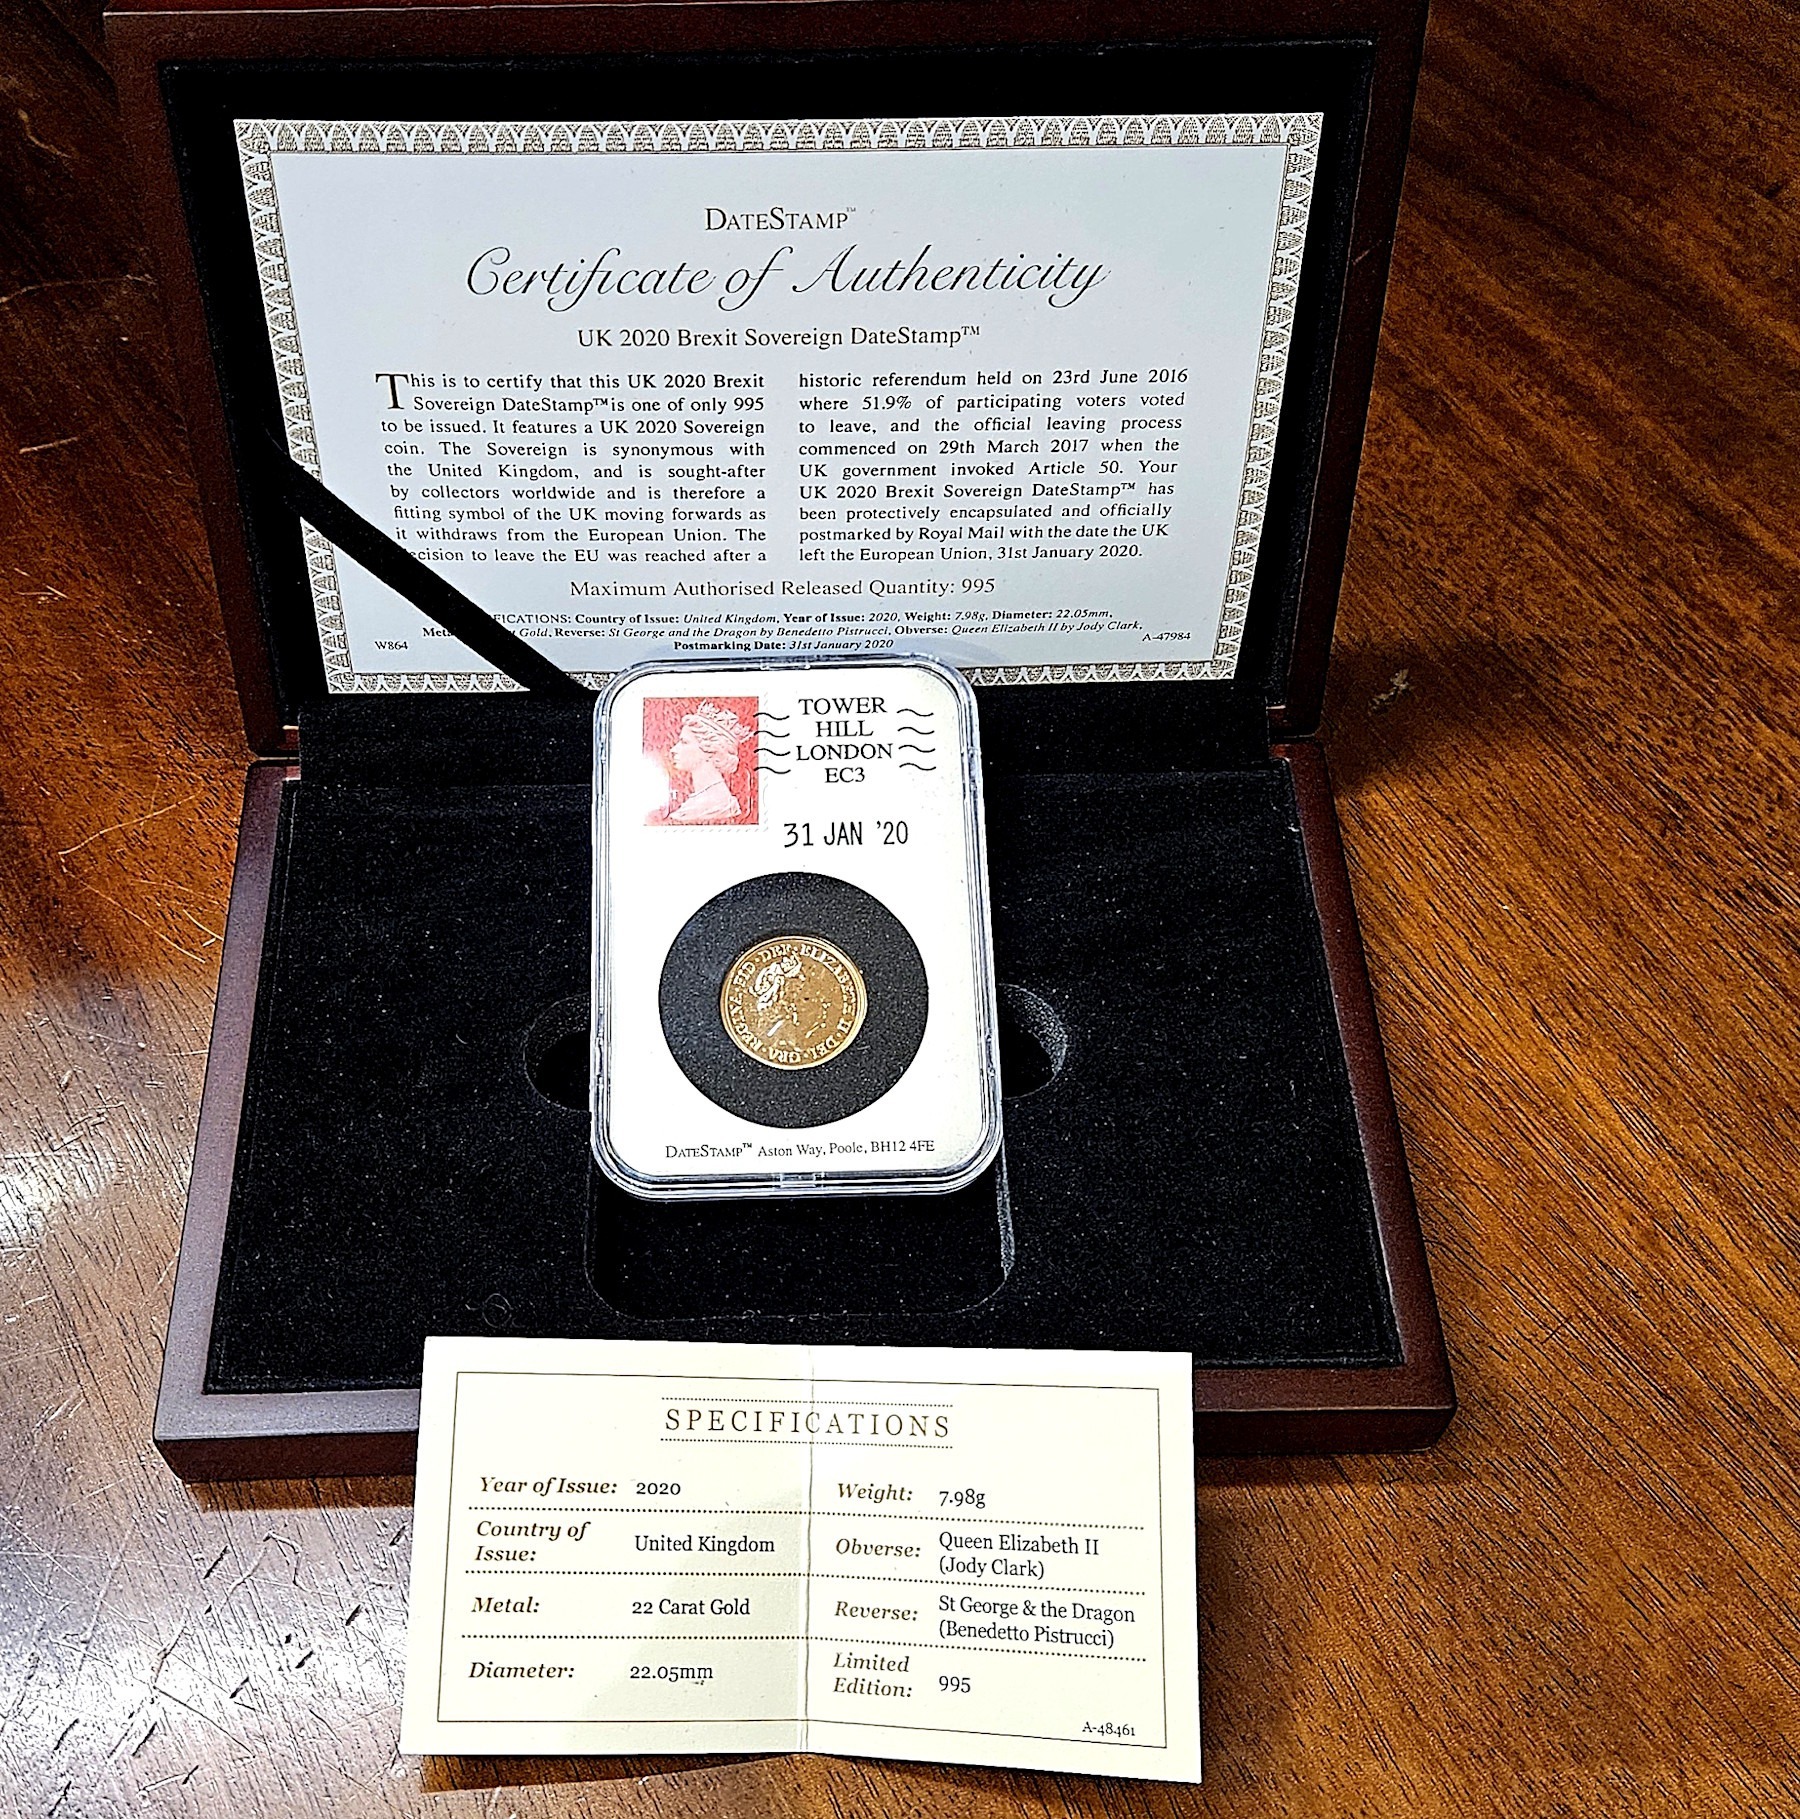 DATESTAMP™
Certificate of Authenticity
UK 2020 Brexit Sovereign DateStamp™
This is to certify that this UK 2020 Brexit
Sovereign DateStamp™ is one of only 995
to be issued. It features a UK 2020 Sovereign
coin. The Sovereign is synonymous with
the United Kingdom, and is sought-after
by collectors worldwide and is therefore a
fitting symbol of the UK moving forwards as
it withdraws from the European Union. The
to leave the EU was reached after a
historic referendum held on 23rd June 2016
where 51.9% of participating voters voted
to leave, and the official leaving process
commenced on 29th March 2017 when the
UK government invoked Article 50. Your
UK 2020 Brexit Sovereign DateStamp™ has
been protectively encapsulated and officially
postmarked by Royal Mail with the date the UK
left the European Union, 31st January 2020.
Maximum Authorised Released Quantity: 995
Country of Issue: United Kingdom, Year of Issue: 2020, Weight: 7.98g, Diameter: 22.05mm,
Gold, Reverse: St George and the Dragon by Benedetto Pistrucci, Obverse: Queen Elizabeth II by Jody Clark,
Postmarking Date: 31st January 2020
W864
A-47984
TOWER
HILL
LONDON
EC3
31 JAN '20
ELIZABETH II · DEI · GRA · REGINA · FID · DEF ·
DATESTAMP™ Aston Way, Poole, BH12 4FE
SPECIFICATIONS
Year of Issue: 2020
Country of
Issue: United Kingdom
Metal: 22 Carat Gold
Diameter: 22.05mm
Weight: 7.98g
Obverse: Queen Elizabeth II
(Jody Clark)
Reverse: St George & the Dragon
(Benedetto Pistrucci)
Limited
Edition: 995
A-48461